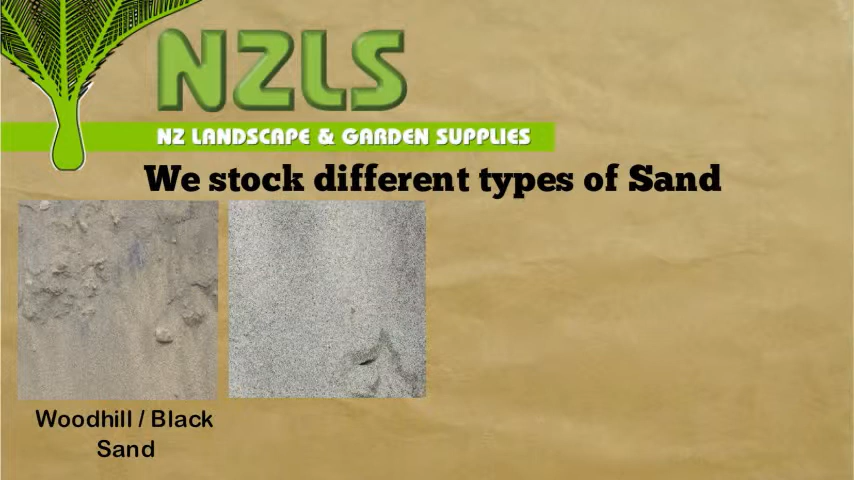 NZLS
NZ LANDSCAPE & GARDEN SUPPLIES
We stock different types of Sand
Woodhill / Black
Sand